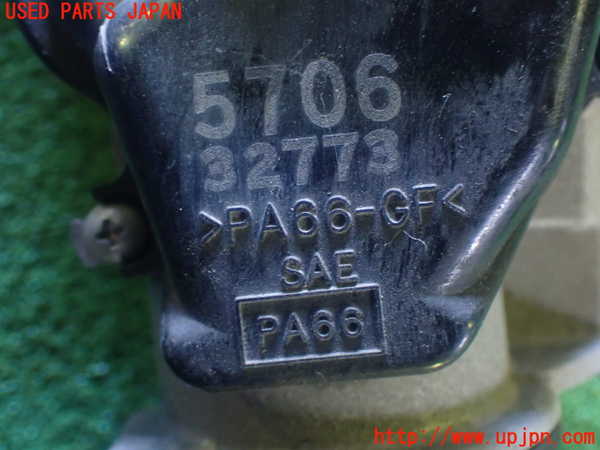 USED PARTS JAPAN
5706
32773
>PA66-GF<
SAE
PA66
http://www.upjpn.com